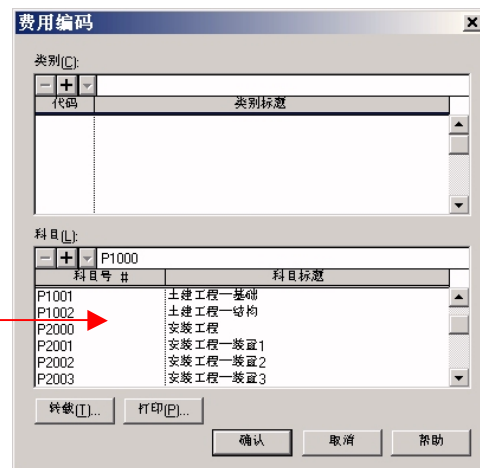 费用编码
类别(C):
代码 类别标题
科目(L):
P1000
科目号 # 科目标题
P1001 土建工程—基础
P1002 土建工程—结构
P2000 安装工程
P2001 安装工程—装置1
P2002 安装工程—装置2
P2003 安装工程—装置3
转载(T)... 打印(P)...
确认 取消 帮助